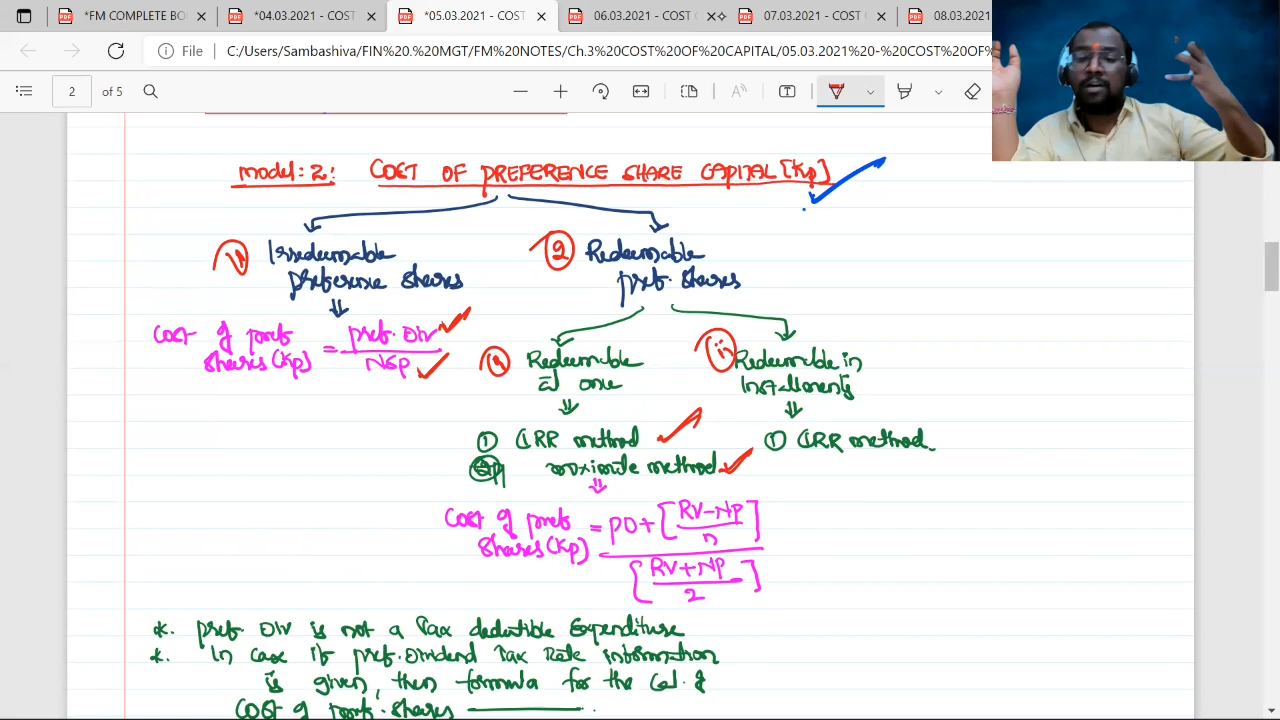 *FM COMPLETE BO
*04.03.2021 - COST
*05.03.2021 - COST
06.03.2021 - COST
07.03.2021 - COST
08.03.2021
File C:/Users/Sambashiva/FIN%20.%20MGT/FM%20NOTES/Ch.3%20COST%20OF%20CAPITAL/05.03.2021%20-%20COST%20OF%
2 of 5
model:2: COST OF PREFERENCE SHARE CAPITAL [Kp]
Irredeemable preference shares
2 Redeemable pref. shares
Cost of pref shares (Kp) = pref. Div / NSP
Redeemable at once
ii Redeemable in Installments
① IRR method
① IRR method
method
Cost of pref shares (Kp) = PD + [RV-NP / n] / [RV+NP / 2]
*. pref. Div is not a Tax deductible Expenditure
*. In case if pref. Dividend Tax Rate information
is given, then formula for the Cal. of
COST of pref. shares